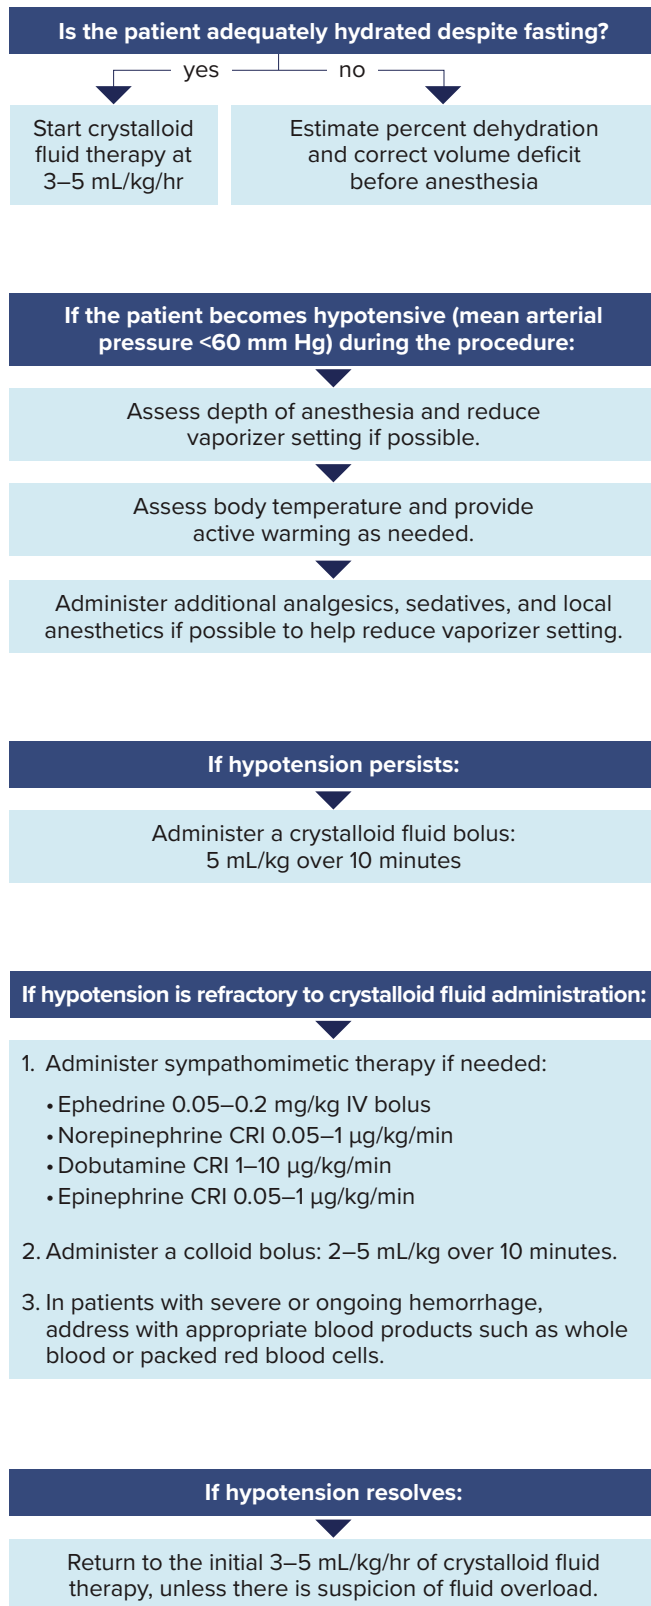 Is the patient adequately hydrated despite fasting?
yes
no
Start crystalloid
fluid therapy at
3–5 mL/kg/hr
Estimate percent dehydration
and correct volume deficit
before anesthesia
If the patient becomes hypotensive (mean arterial
pressure <60 mm Hg) during the procedure:
Assess depth of anesthesia and reduce
vaporizer setting if possible.
Assess body temperature and provide
active warming as needed.
Administer additional analgesics, sedatives, and local
anesthetics if possible to help reduce vaporizer setting.
If hypotension persists:
Administer a crystalloid fluid bolus:
5 mL/kg over 10 minutes
If hypotension is refractory to crystalloid fluid administration:
1. Administer sympathomimetic therapy if needed:
• Ephedrine 0.05–0.2 mg/kg IV bolus
• Norepinephrine CRI 0.05–1 µg/kg/min
• Dobutamine CRI 1–10 µg/kg/min
• Epinephrine CRI 0.05–1 µg/kg/min
2. Administer a colloid bolus: 2–5 mL/kg over 10 minutes.
3. In patients with severe or ongoing hemorrhage,
address with appropriate blood products such as whole
blood or packed red blood cells.
If hypotension resolves:
Return to the initial 3–5 mL/kg/hr of crystalloid fluid
therapy, unless there is suspicion of fluid overload.